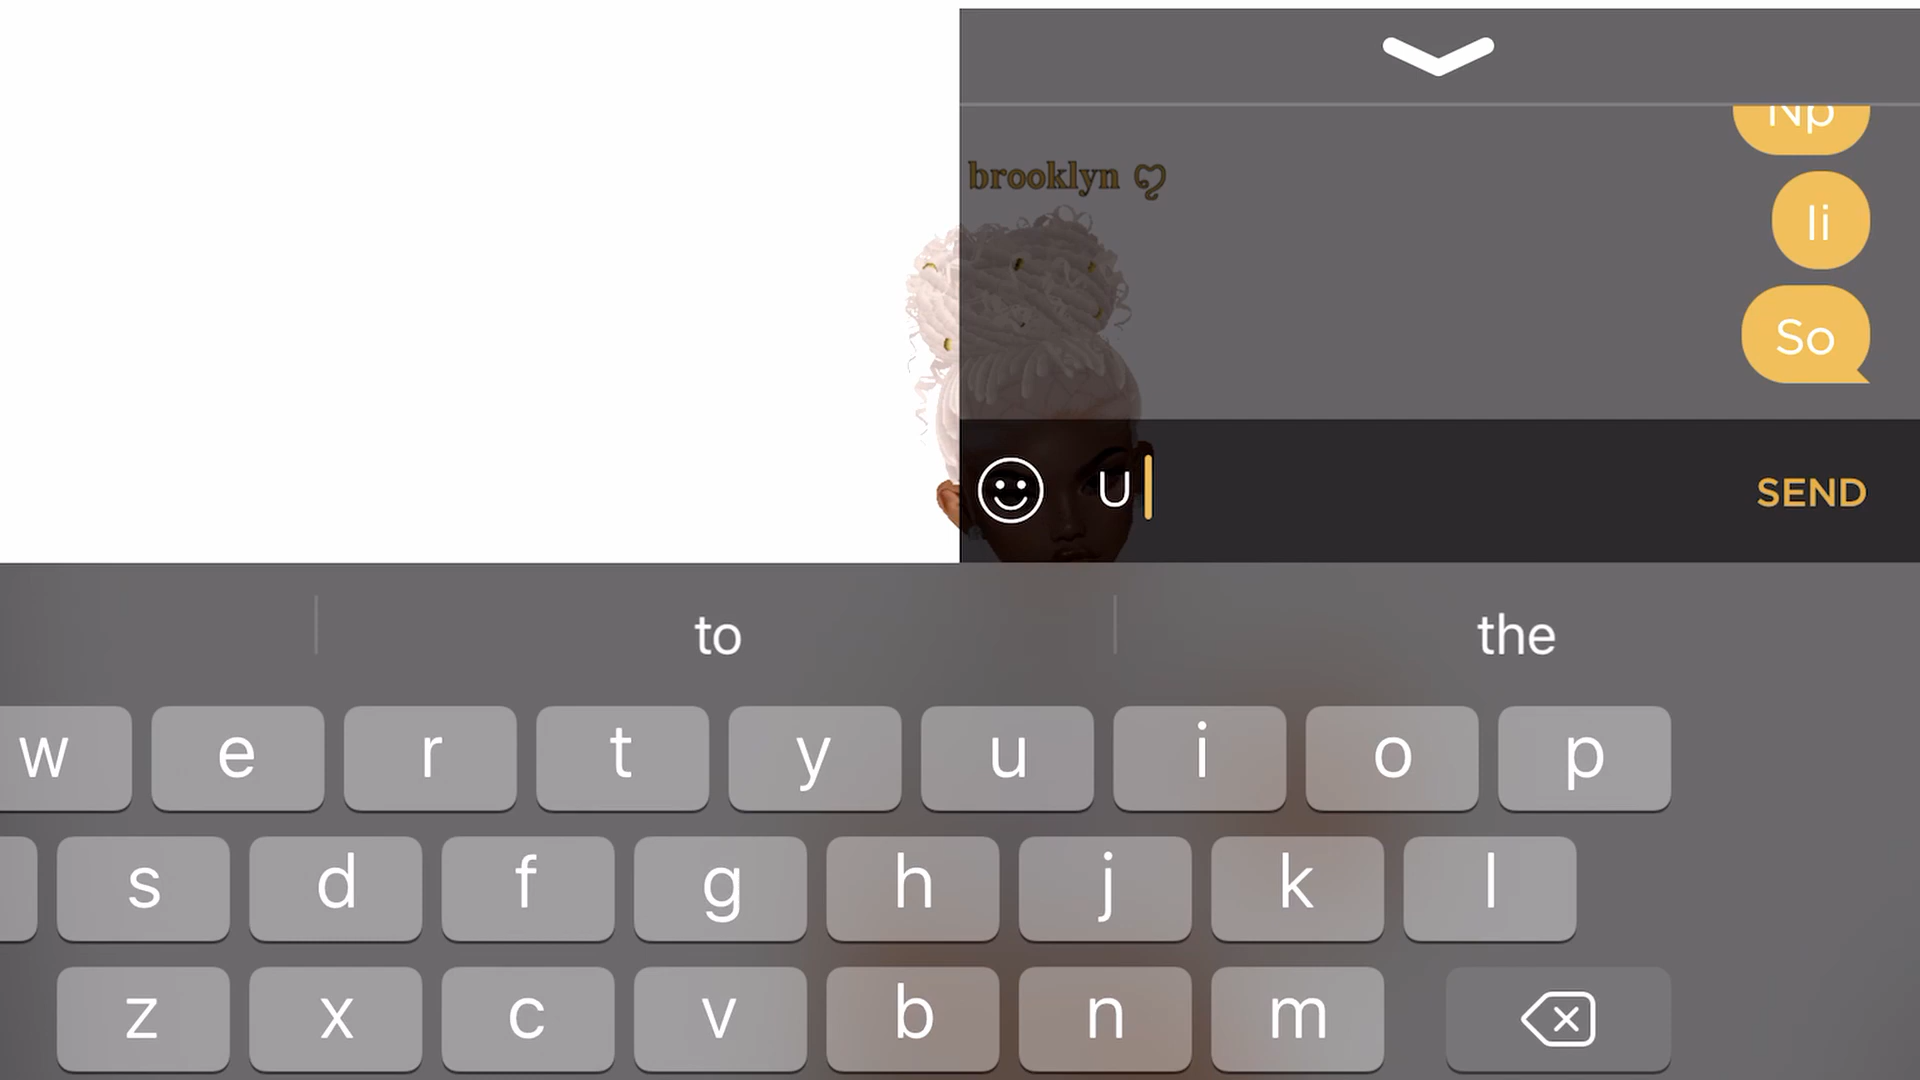 Np
brooklyn ღ
Ii
So
U
SEND
to
the
w e r t y u i o p
s d f g h j k l
z x c v b n m